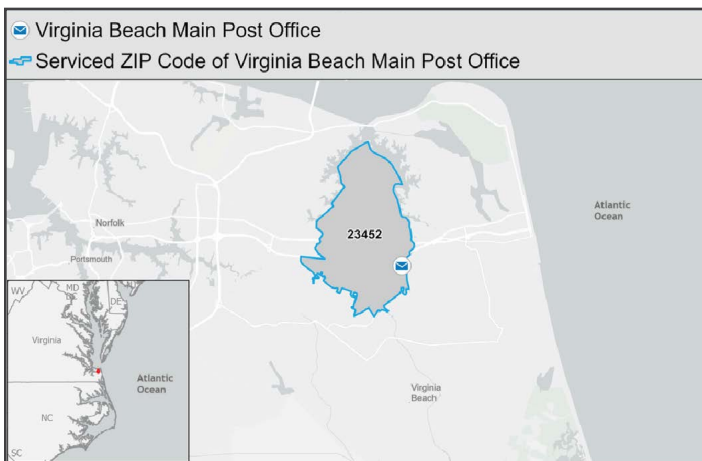 Virginia Beach Main Post Office
Serviced ZIP Code of Virginia Beach Main Post Office
23452
Atlantic
Ocean
Norfolk
Portsmouth
Virginia
Beach
WV
MD
DE
Virginia
Atlantic
Ocean
NC
SC